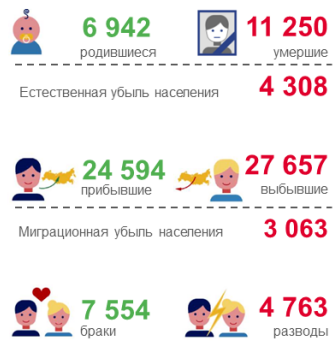 6 942 11 250
родившиеся умершие
Естественная убыль населения 4 308
24 594 27 657
прибывшие выбывшие
Миграционная убыль населения 3 063
7 554 4 763
браки разводы